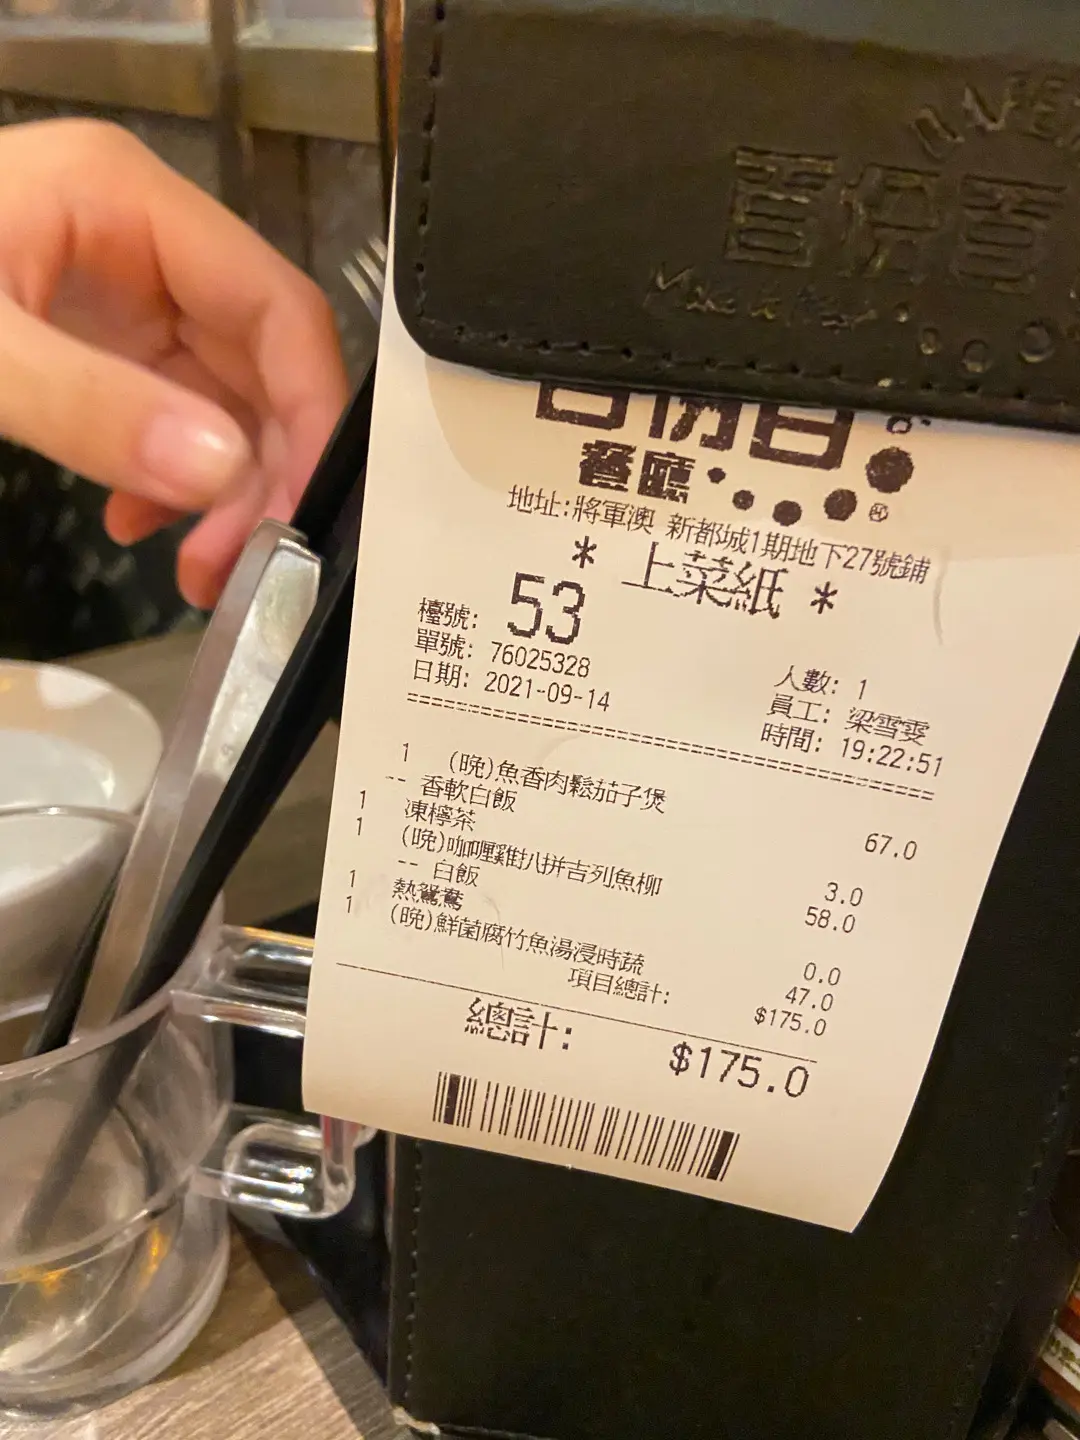 餐廳
地址:將軍澳 新都城1期地下27號鋪
* 上菜紙 *
檯號: 53
單號: 76025328 人數: 1
日期: 2021-09-14 員工: 梁雪雯
時間: 19:22:51
1 (晚)魚香肉鬆茄子煲 67.0
-- 香軟白飯
1 凍檸茶 3.0
1 (晚)咖喱雞扒拼吉列魚柳 58.0
-- 白飯
1 熱鴛鴦 0.0
1 (晚)鮮菌腐竹魚湯浸時蔬 47.0
項目總計: $175.0
總計: $175.0